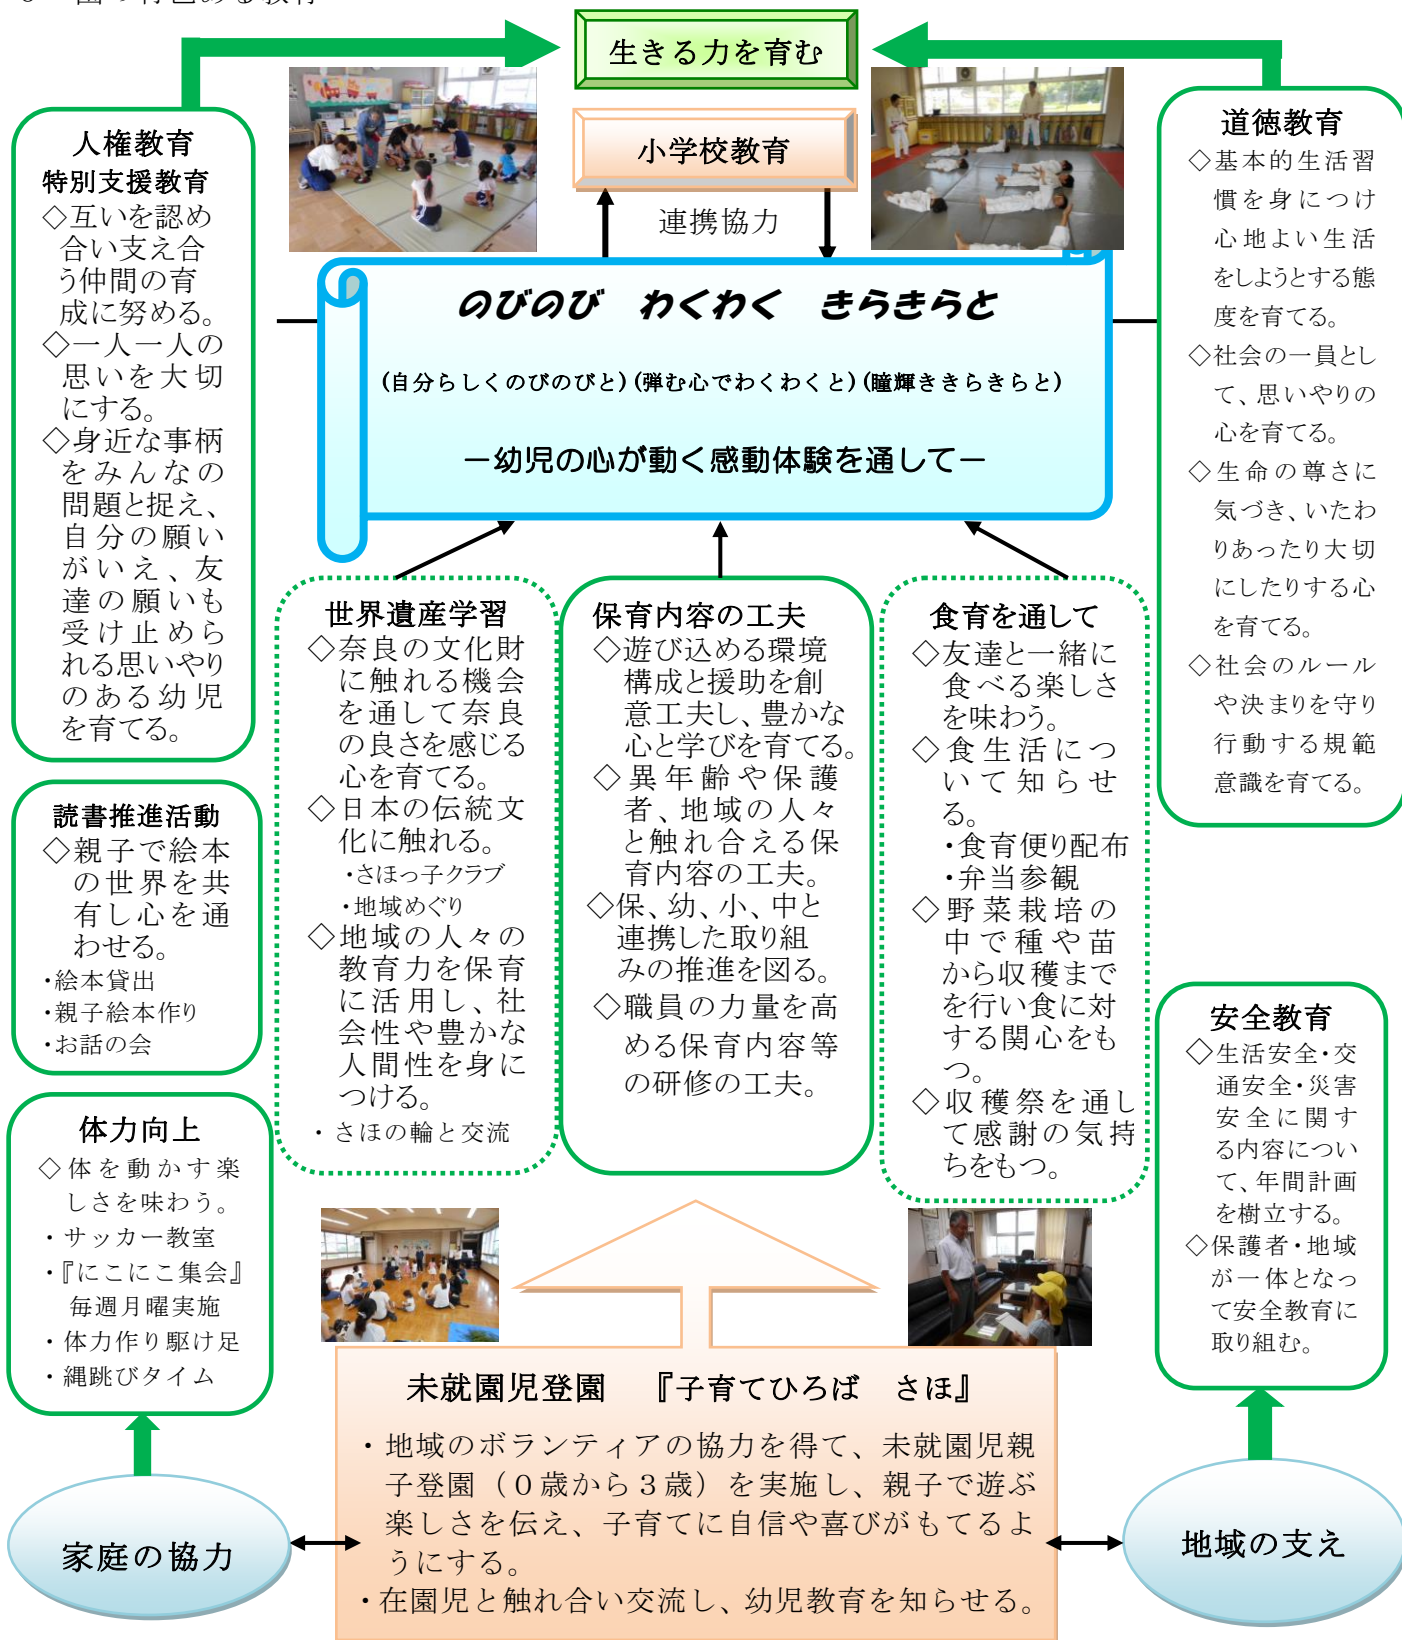 生きる力を育む
小学校教育
連携協力
人権教育
特別支援教育
◇互いを認め
合い支え合
う仲間の育
成に努める。
◇一人一人の
思いを大切
にする。
◇身近な事柄
をみんなの
問題と捉え、
自分の願い
がいえ、友
達の願いも
受け止めら
れる思いやり
のある幼児
を育てる。
のびのび わくわく きらきらと
(自分らしくのびのびと)(弾む心でわくわくと)(瞳輝ききらきらと)
－幼児の心が動く感動体験を通して－
道徳教育
◇基本的生活習
慣を身につけ
心地よい生活
をしようとする態
度を育てる。
◇社会の一員とし
て、思いやりの
心を育てる。
◇生命の尊さに
気づき、いたわ
りあったり大切
にしたりする心
を育てる。
◇社会のルール
や決まりを守り
行動する規範
意識を育てる。
読書推進活動
◇親子で絵本
の世界を共
有し心を通
わせる。
・絵本貸出
・親子絵本作り
・お話の会
体力向上
◇体を動かす楽
しさを味わう。
・サッカー教室
・『にこにこ集会』
毎週月曜実施
・体力作り駆け足
・縄跳びタイム
世界遺産学習
◇奈良の文化財
に触れる機会
を通して奈良
の良さを感じる
心を育てる。
◇日本の伝統文
化に触れる。
・さほっ子クラブ
・地域めぐり
◇地域の人々の
教育力を保育
に活用し、社
会性や豊かな
人間性を身に
つける。
・さほの輪と交流
保育内容の工夫
◇遊び込める環境
構成と援助を創
意工夫し、豊かな
心と学びを育てる。
◇異年齢や保護
者、地域の人々
と触れ合える保
育内容の工夫。
◇保、幼、小、中と
連携した取り組
みの推進を図る。
◇職員の力量を高
める保育内容等
の研修の工夫。
食育を通して
◇友達と一緒に
食べる楽しさ
を味わう。
◇食生活につ
いて知らせ
る。
・食育便り配布
・弁当参観
◇野菜栽培の
中で種や苗
から収穫まで
を行い食に対
する関心をも
つ。
◇収穫祭を通し
て感謝の気持
ちをもつ。
安全教育
◇生活安全・交
通安全・災害
安全に関す
る内容につい
て、年間計画
を樹立する。
◇保護者・地域
が一体となっ
て安全教育に
取り組む。
未就園児登園 『子育てひろば さほ』
・地域のボランティアの協力を得て、未就園児親
子登園（０歳から３歳）を実施し、親子で遊ぶ
楽しさを伝え、子育てに自信や喜びがもてるよ
うにする。
・在園児と触れ合い交流し、幼児教育を知らせる。
家庭の協力
地域の支え